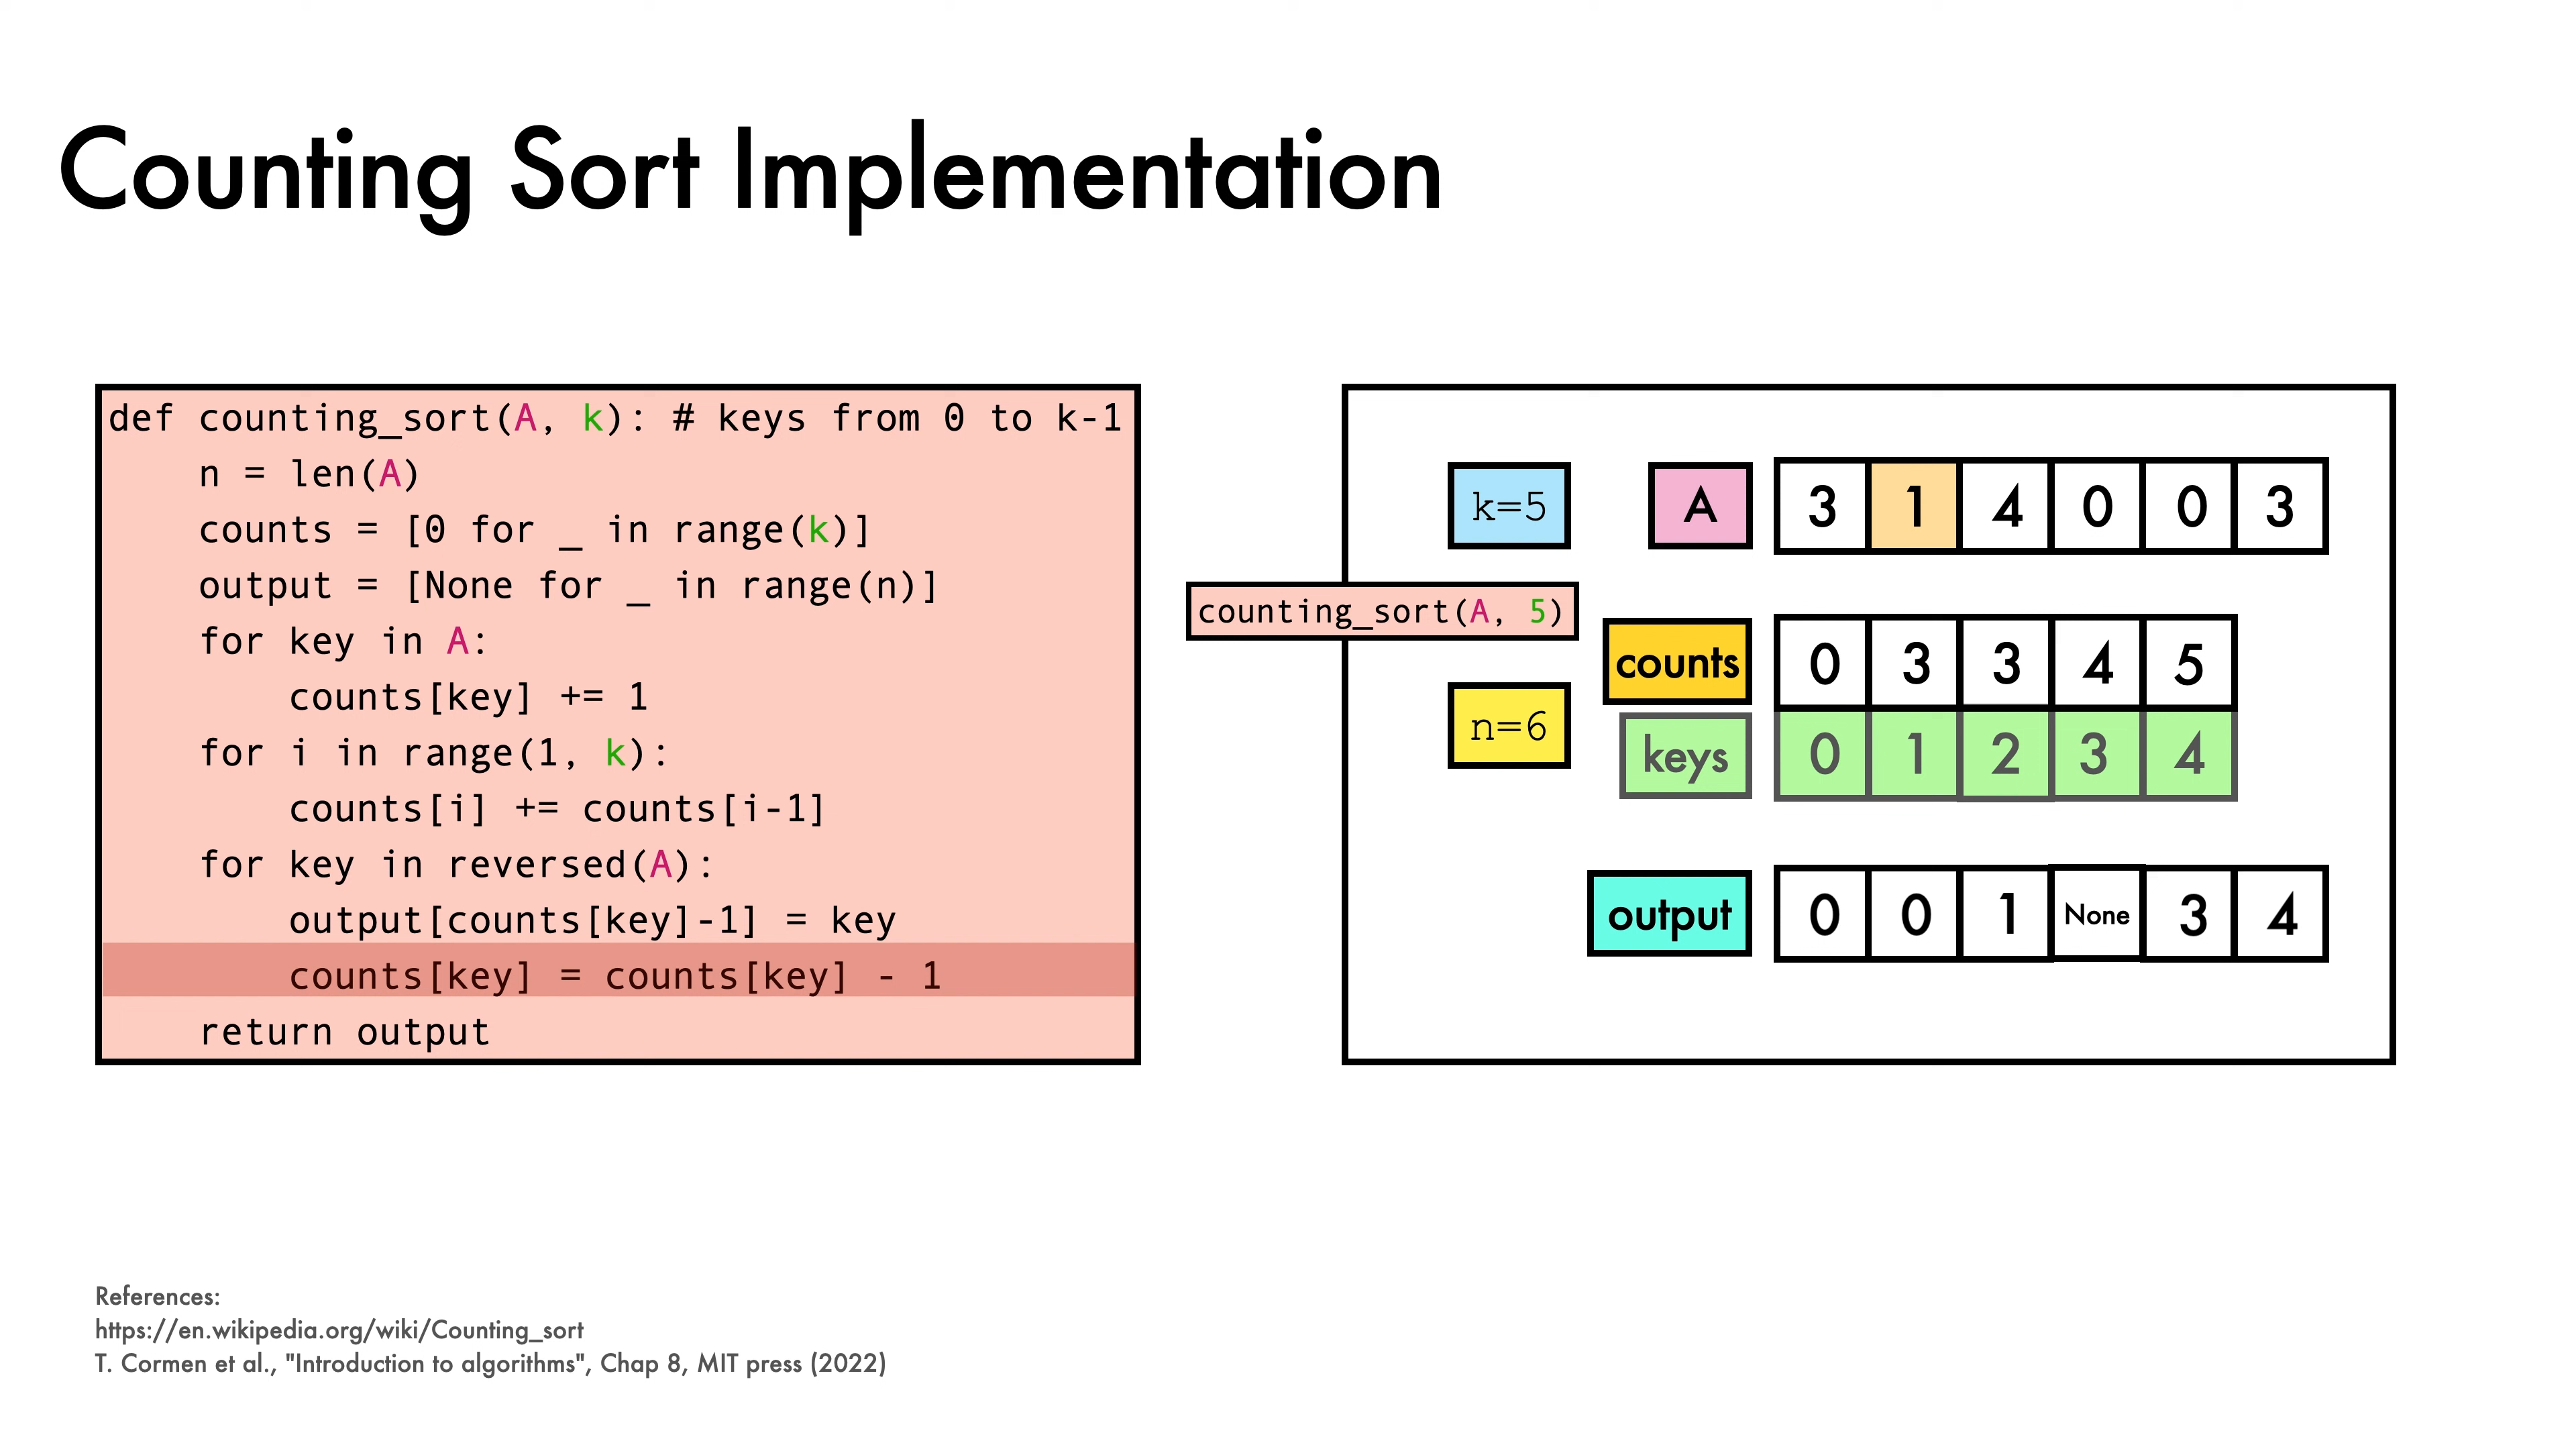 Counting Sort Implementation
def counting_sort(A, k): # keys from 0 to k-1
    n = len(A)
    counts = [0 for _ in range(k)]
    output = [None for _ in range(n)]
    for key in A:
        counts[key] += 1
    for i in range(1, k):
        counts[i] += counts[i-1]
    for key in reversed(A):
        output[counts[key]-1] = key
        counts[key] = counts[key] - 1
    return output
k=5 A 3 1 4 0 0 3
counting_sort(A, 5)
counts 0 3 3 4 5
n=6
keys 0 1 2 3 4
output 0 0 1 None 3 4
References:
https://en.wikipedia.org/wiki/Counting_sort
T. Cormen et al., "Introduction to algorithms", Chap 8, MIT press (2022)